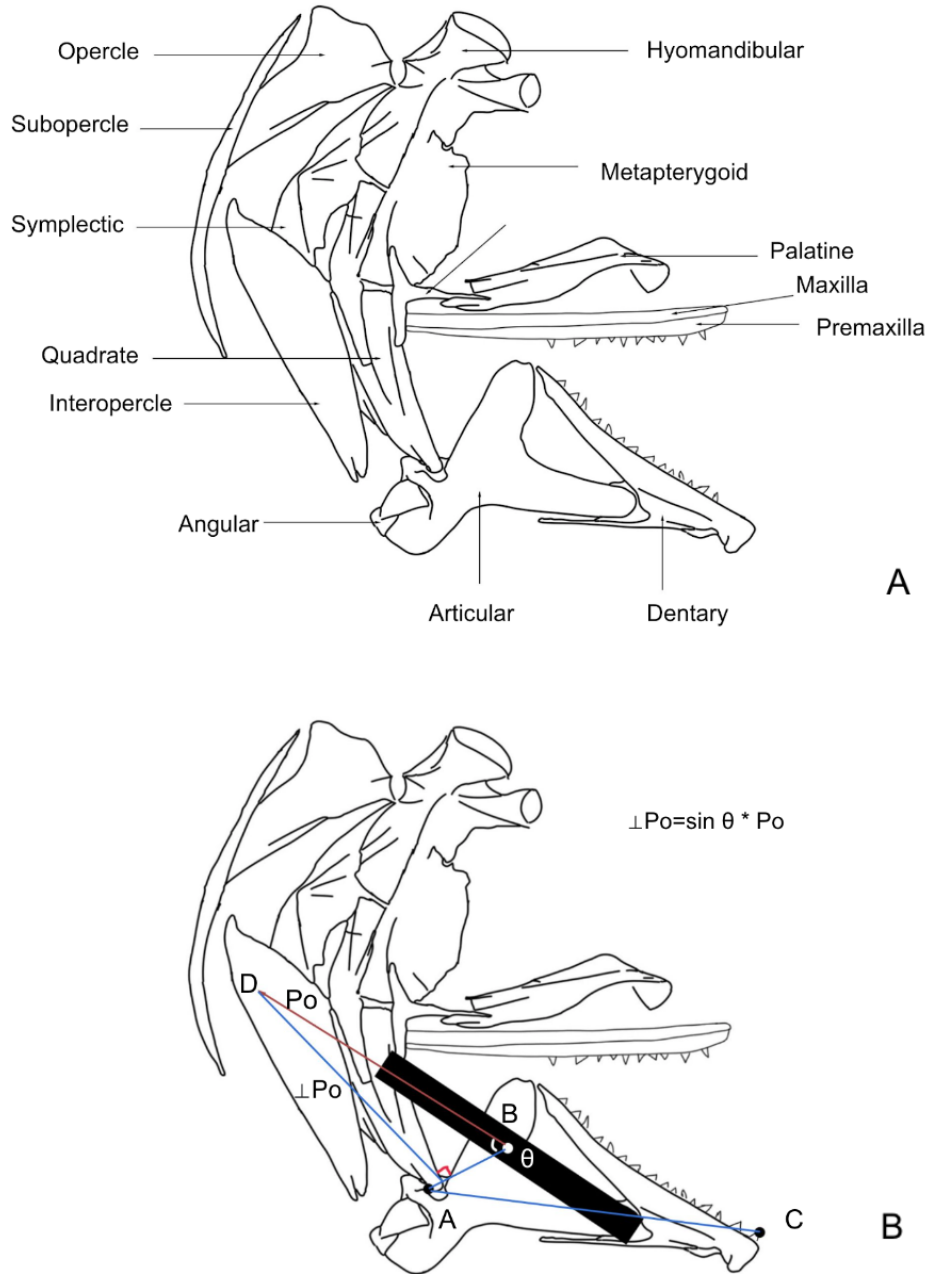 Opercle
Hyomandibular
Subopercle
Metapterygoid
Symplectic
Palatine
Maxilla
Premaxilla
Quadrate
Interopercle
Angular
A
Articular
Dentary
⊥Po=sin θ * Po
D
Po
⊥Po
B
θ
A
C
B